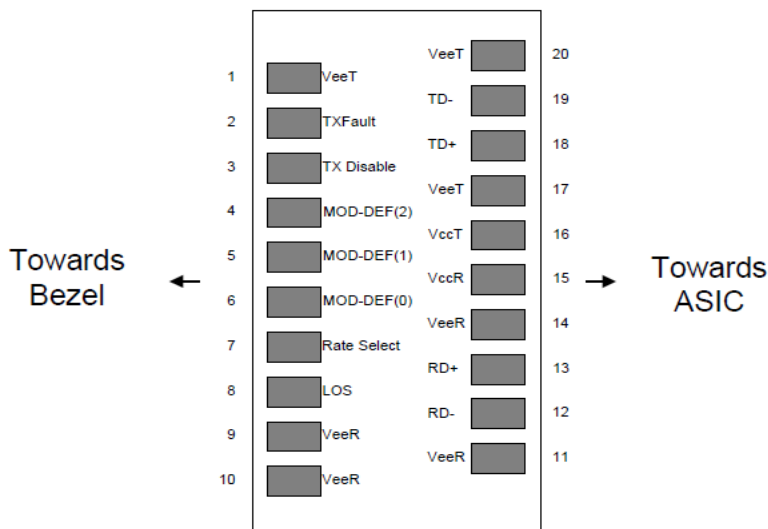 VeeT 20
1 VeeT
TD- 19
2 TXFault
TD+ 18
3 TX Disable
VeeT 17
4 MOD-DEF(2)
VccT 16
5 MOD-DEF(1)
Towards
Bezel
VccR 15
Towards
ASIC
6 MOD-DEF(0)
VeeR 14
7 Rate Select
RD+ 13
8 LOS
RD- 12
9 VeeR
VeeR 11
10 VeeR